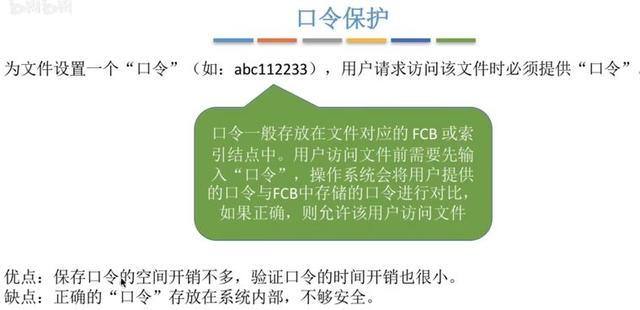 口令保护
为文件设置一个“口令”（如：abc112233），用户请求访问该文件时必须提供“口令”。
口令一般存放在文件对应的 FCB 或索
引结点中。用户访问文件前需要先输
入“口令”，操作系统会将用户提供
的口令与FCB中存储的口令进行对比，
如果正确，则允许该用户访问文件
优点：保存口令的空间开销不多，验证口令的时间开销也很小。
缺点：正确的“口令”存放在系统内部，不够安全。